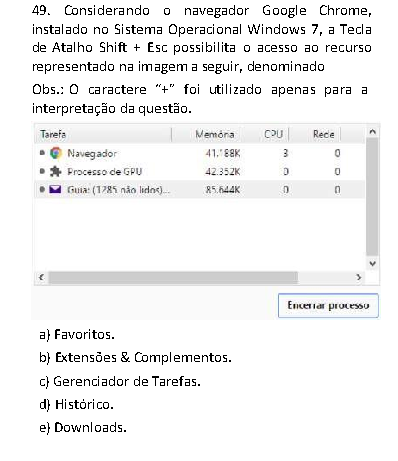 49. Considerando o navegador Google Chrome,
instalado no Sistema Operacional Windows 7, a Tecla
de Atalho Shift + Esc possibilita o acesso ao recurso
representado na imagem a seguir, denominado
Obs.: O caractere "+" foi utilizado apenas para a
interpretação da questão.
Tarefa Memória CPU Rede
Navegador 41.188K 3 0
Processo de GPU 42.352K 0 0
Guia: (1285 não lidos)... 85.644K 0 0
Encerrar processo
a) Favoritos.
b) Extensões & Complementos.
c) Gerenciador de Tarefas.
d) Histórico.
e) Downloads.